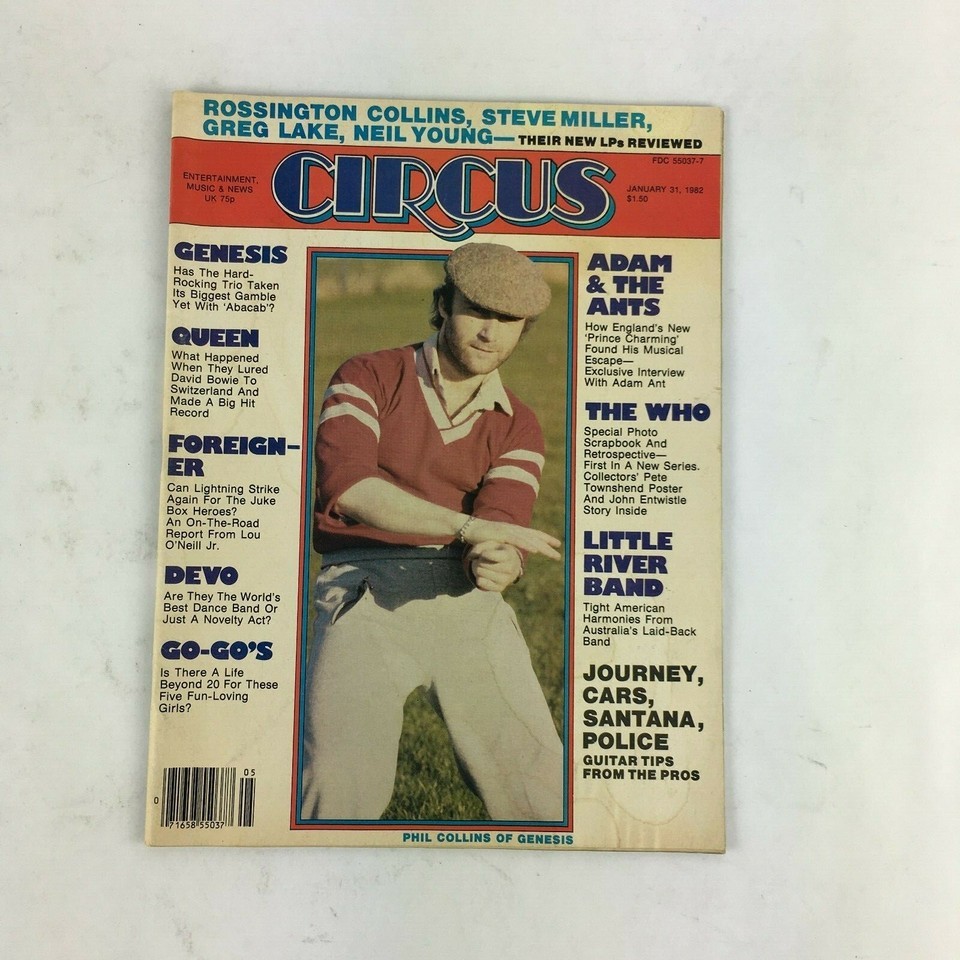 ROSSINGTON COLLINS, STEVE MILLER,
GREG LAKE, NEIL YOUNG—THEIR NEW LPs REVIEWED
FDC 55037-7
ENTERTAINMENT,
MUSIC & NEWS
UK 75p
CIRCUS
JANUARY 31, 1982
$1.50
GENESIS
Has The Hard-
Rocking Trio Taken
Its Biggest Gamble
Yet With 'Abacab'?
QUEEN
What Happened
When They Lured
David Bowie To
Switzerland And
Made A Big Hit
Record
FOREIGN-
ER
Can Lightning Strike
Again For The Juke
Box Heroes?
An On-The-Road
Report From Lou
O'Neill Jr.
DEVO
Are They The World's
Best Dance Band Or
Just A Novelty Act?
GO-GO'S
Is There A Life
Beyond 20 For These
Five Fun-Loving
Girls?
0
05
71658 55037
ADAM
& THE
ANTS
How England's New
'Prince Charming'
Found His Musical
Escape—
Exclusive Interview
With Adam Ant
THE WHO
Special Photo
Scrapbook And
Retrospective—
First In A New Series.
Collectors' Pete
Townshend Poster
And John Entwistle
Story Inside
LITTLE
RIVER
BAND
Tight American
Harmonies From
Australia's Laid-Back
Band
JOURNEY,
CARS,
SANTANA,
POLICE
GUITAR TIPS
FROM THE PROS
PHIL COLLINS OF GENESIS